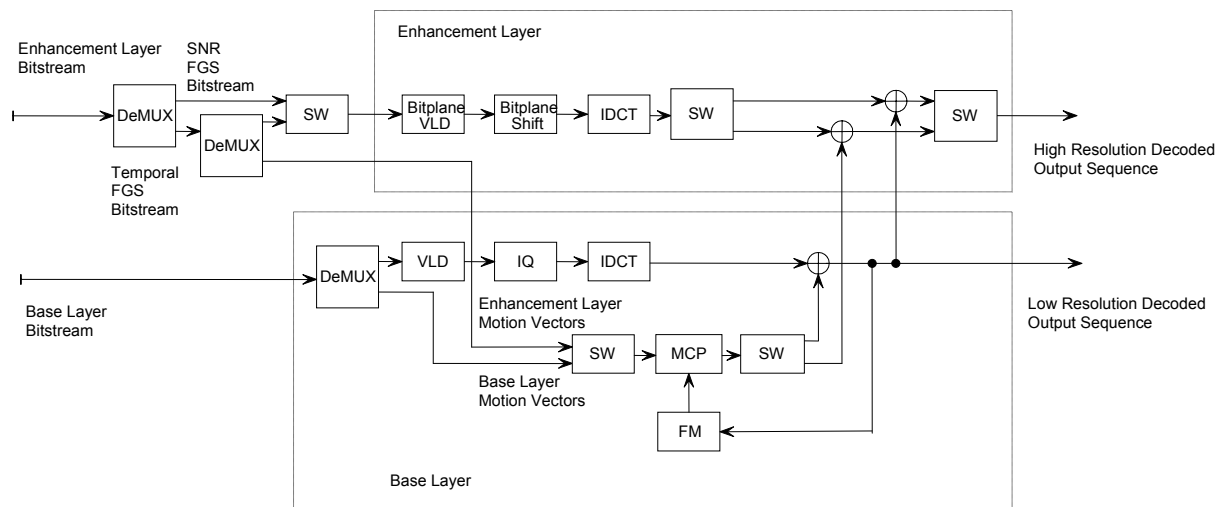 Enhancement Layer
Enhancement Layer
Bitstream
SNR
FGS
Bitstream
DeMUX
SW
Bitplane
VLD
Bitplane
Shift
IDCT
SW
SW
DeMUX
High Resolution Decoded
Output Sequence
Temporal
FGS
Bitstream
DeMUX
VLD
IQ
IDCT
Base Layer
Bitstream
Enhancement Layer
Motion Vectors
Low Resolution Decoded
Output Sequence
SW
MCP
SW
Base Layer
Motion Vectors
FM
Base Layer